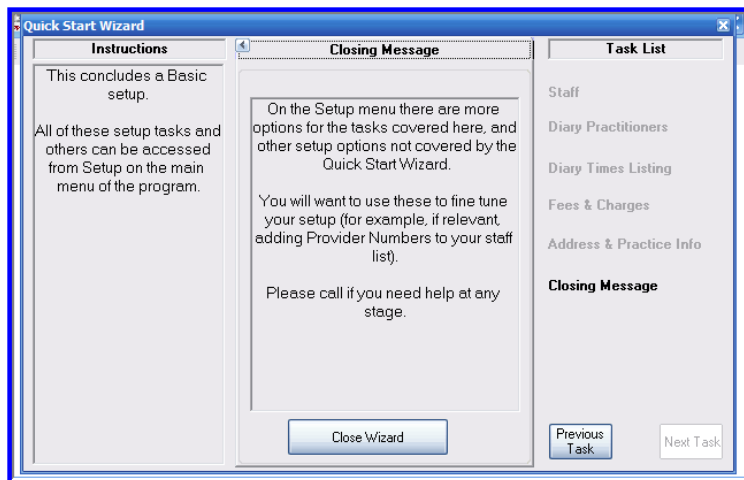 Quick Start Wizard
Instructions
This concludes a Basic
setup.
All of these setup tasks and
others can be accessed
from Setup on the main
menu of the program.
Closing Message
On the Setup menu there are more
options for the tasks covered here, and
other setup options not covered by the
Quick Start Wizard.
You will want to use these to fine tune
your setup (for example, if relevant,
adding Provider Numbers to your staff
list).
Please call if you need help at any
stage.
Close Wizard
Task List
Staff
Diary Practitioners
Diary Times Listing
Fees & Charges
Address & Practice Info
Closing Message
Previous
Task
Next Task